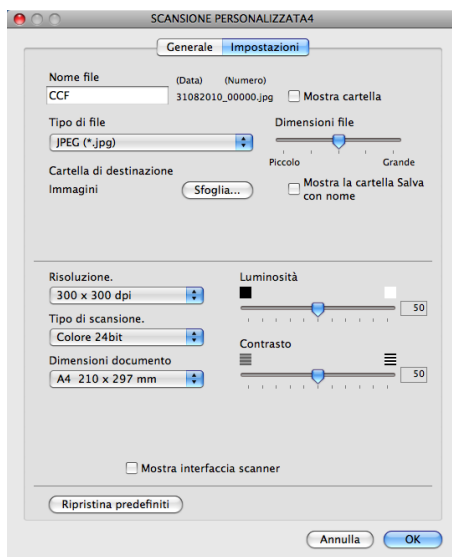 SCANSIONE PERSONALIZZATA4
Generale Impostazioni
Nome file (Data) (Numero)
CCF 31082010_00000.jpg Mostra cartella
Tipo di file Dimensioni file
JPEG (*.jpg)
Piccolo Grande
Cartella di destinazione
Immagini Sfoglia... Mostra la cartella Salva
con nome
Risoluzione. Luminosità
300 x 300 dpi
50
Tipo di scansione.
Colore 24bit
Contrasto
Dimensioni documento
A4 210 x 297 mm 50
Mostra interfaccia scanner
Ripristina predefiniti
Annulla OK